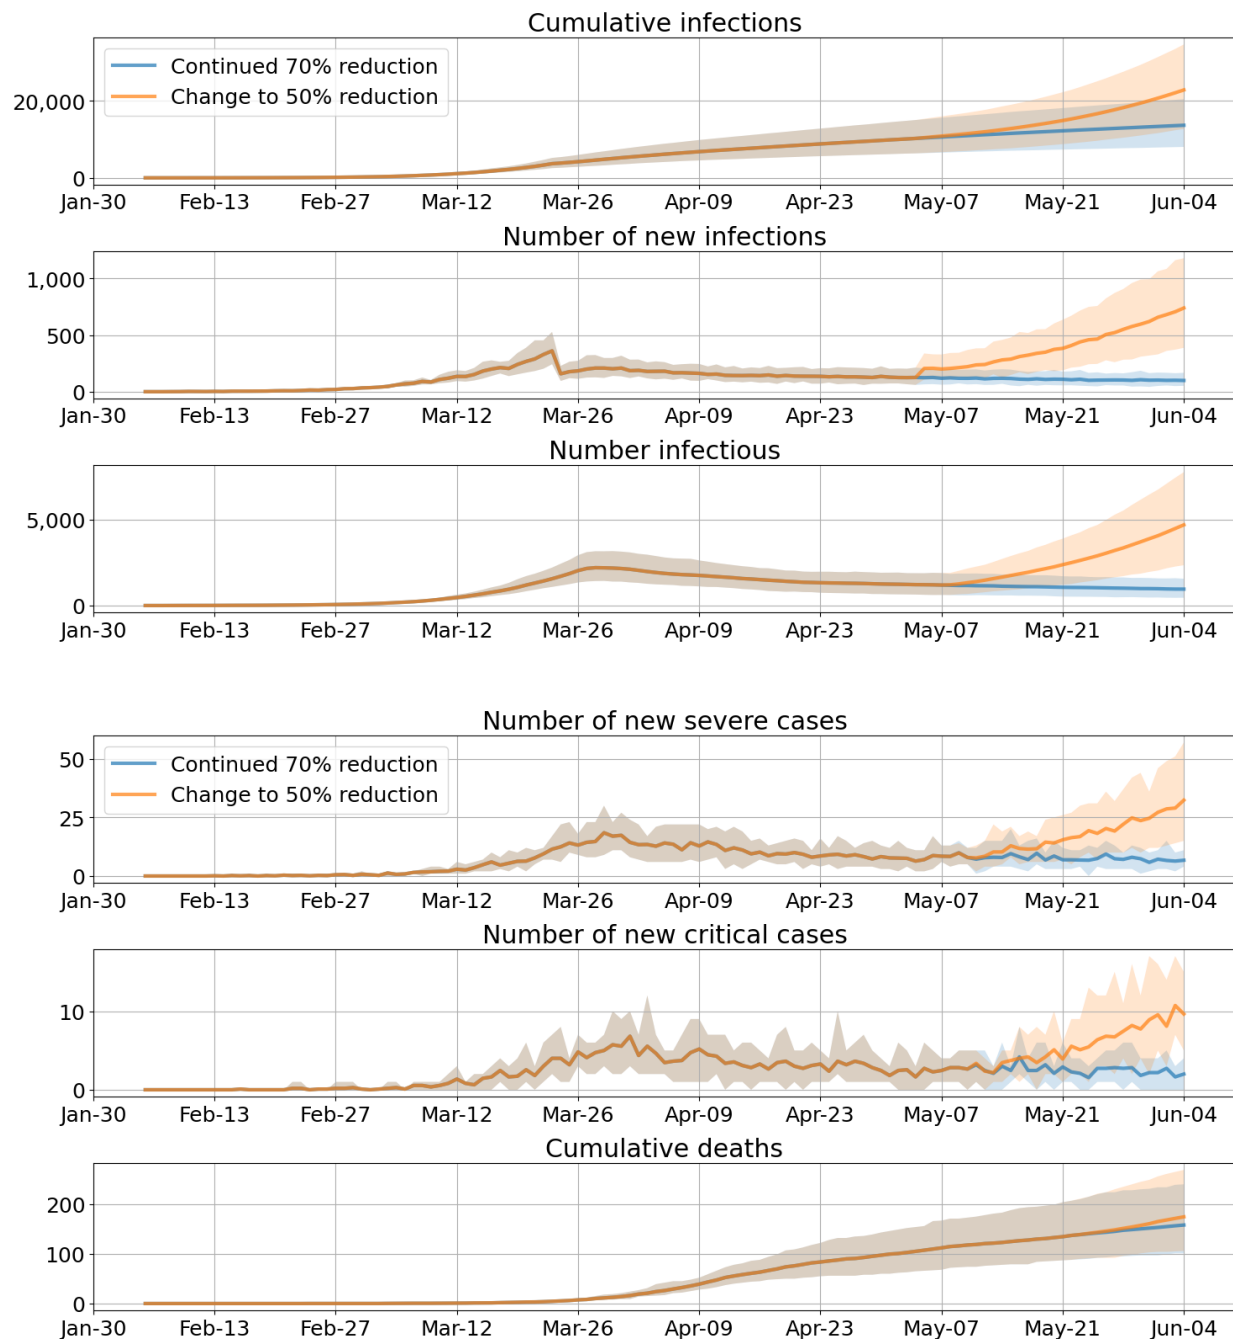 Cumulative infections
Continued 70% reduction
Change to 50% reduction
20,000
0
Jan-30 Feb-13 Feb-27 Mar-12 Mar-26 Apr-09 Apr-23 May-07 May-21 Jun-04
Number of new infections
1,000
500
0
Jan-30 Feb-13 Feb-27 Mar-12 Mar-26 Apr-09 Apr-23 May-07 May-21 Jun-04
Number infectious
5,000
0
Jan-30 Feb-13 Feb-27 Mar-12 Mar-26 Apr-09 Apr-23 May-07 May-21 Jun-04
Number of new severe cases
50
Continued 70% reduction
Change to 50% reduction
25
0
Jan-30 Feb-13 Feb-27 Mar-12 Mar-26 Apr-09 Apr-23 May-07 May-21 Jun-04
Number of new critical cases
10
0
Jan-30 Feb-13 Feb-27 Mar-12 Mar-26 Apr-09 Apr-23 May-07 May-21 Jun-04
Cumulative deaths
200
100
0
Jan-30 Feb-13 Feb-27 Mar-12 Mar-26 Apr-09 Apr-23 May-07 May-21 Jun-04